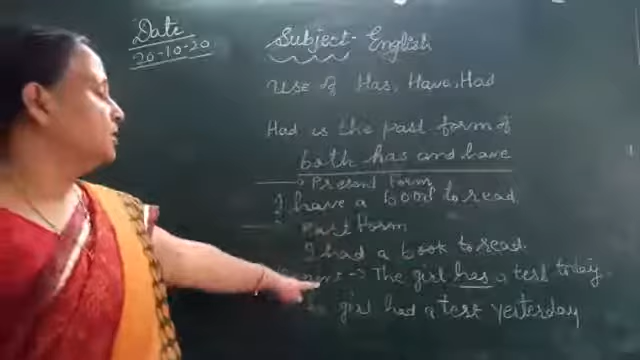 Date
20-10-20
Subject - English
use of Has, Have, Had
Had is the past form of
both has and have
Present Form
I have a book to read.
Past Form
I had a book to read.
The girl has a test today.
girl had a test yesterday